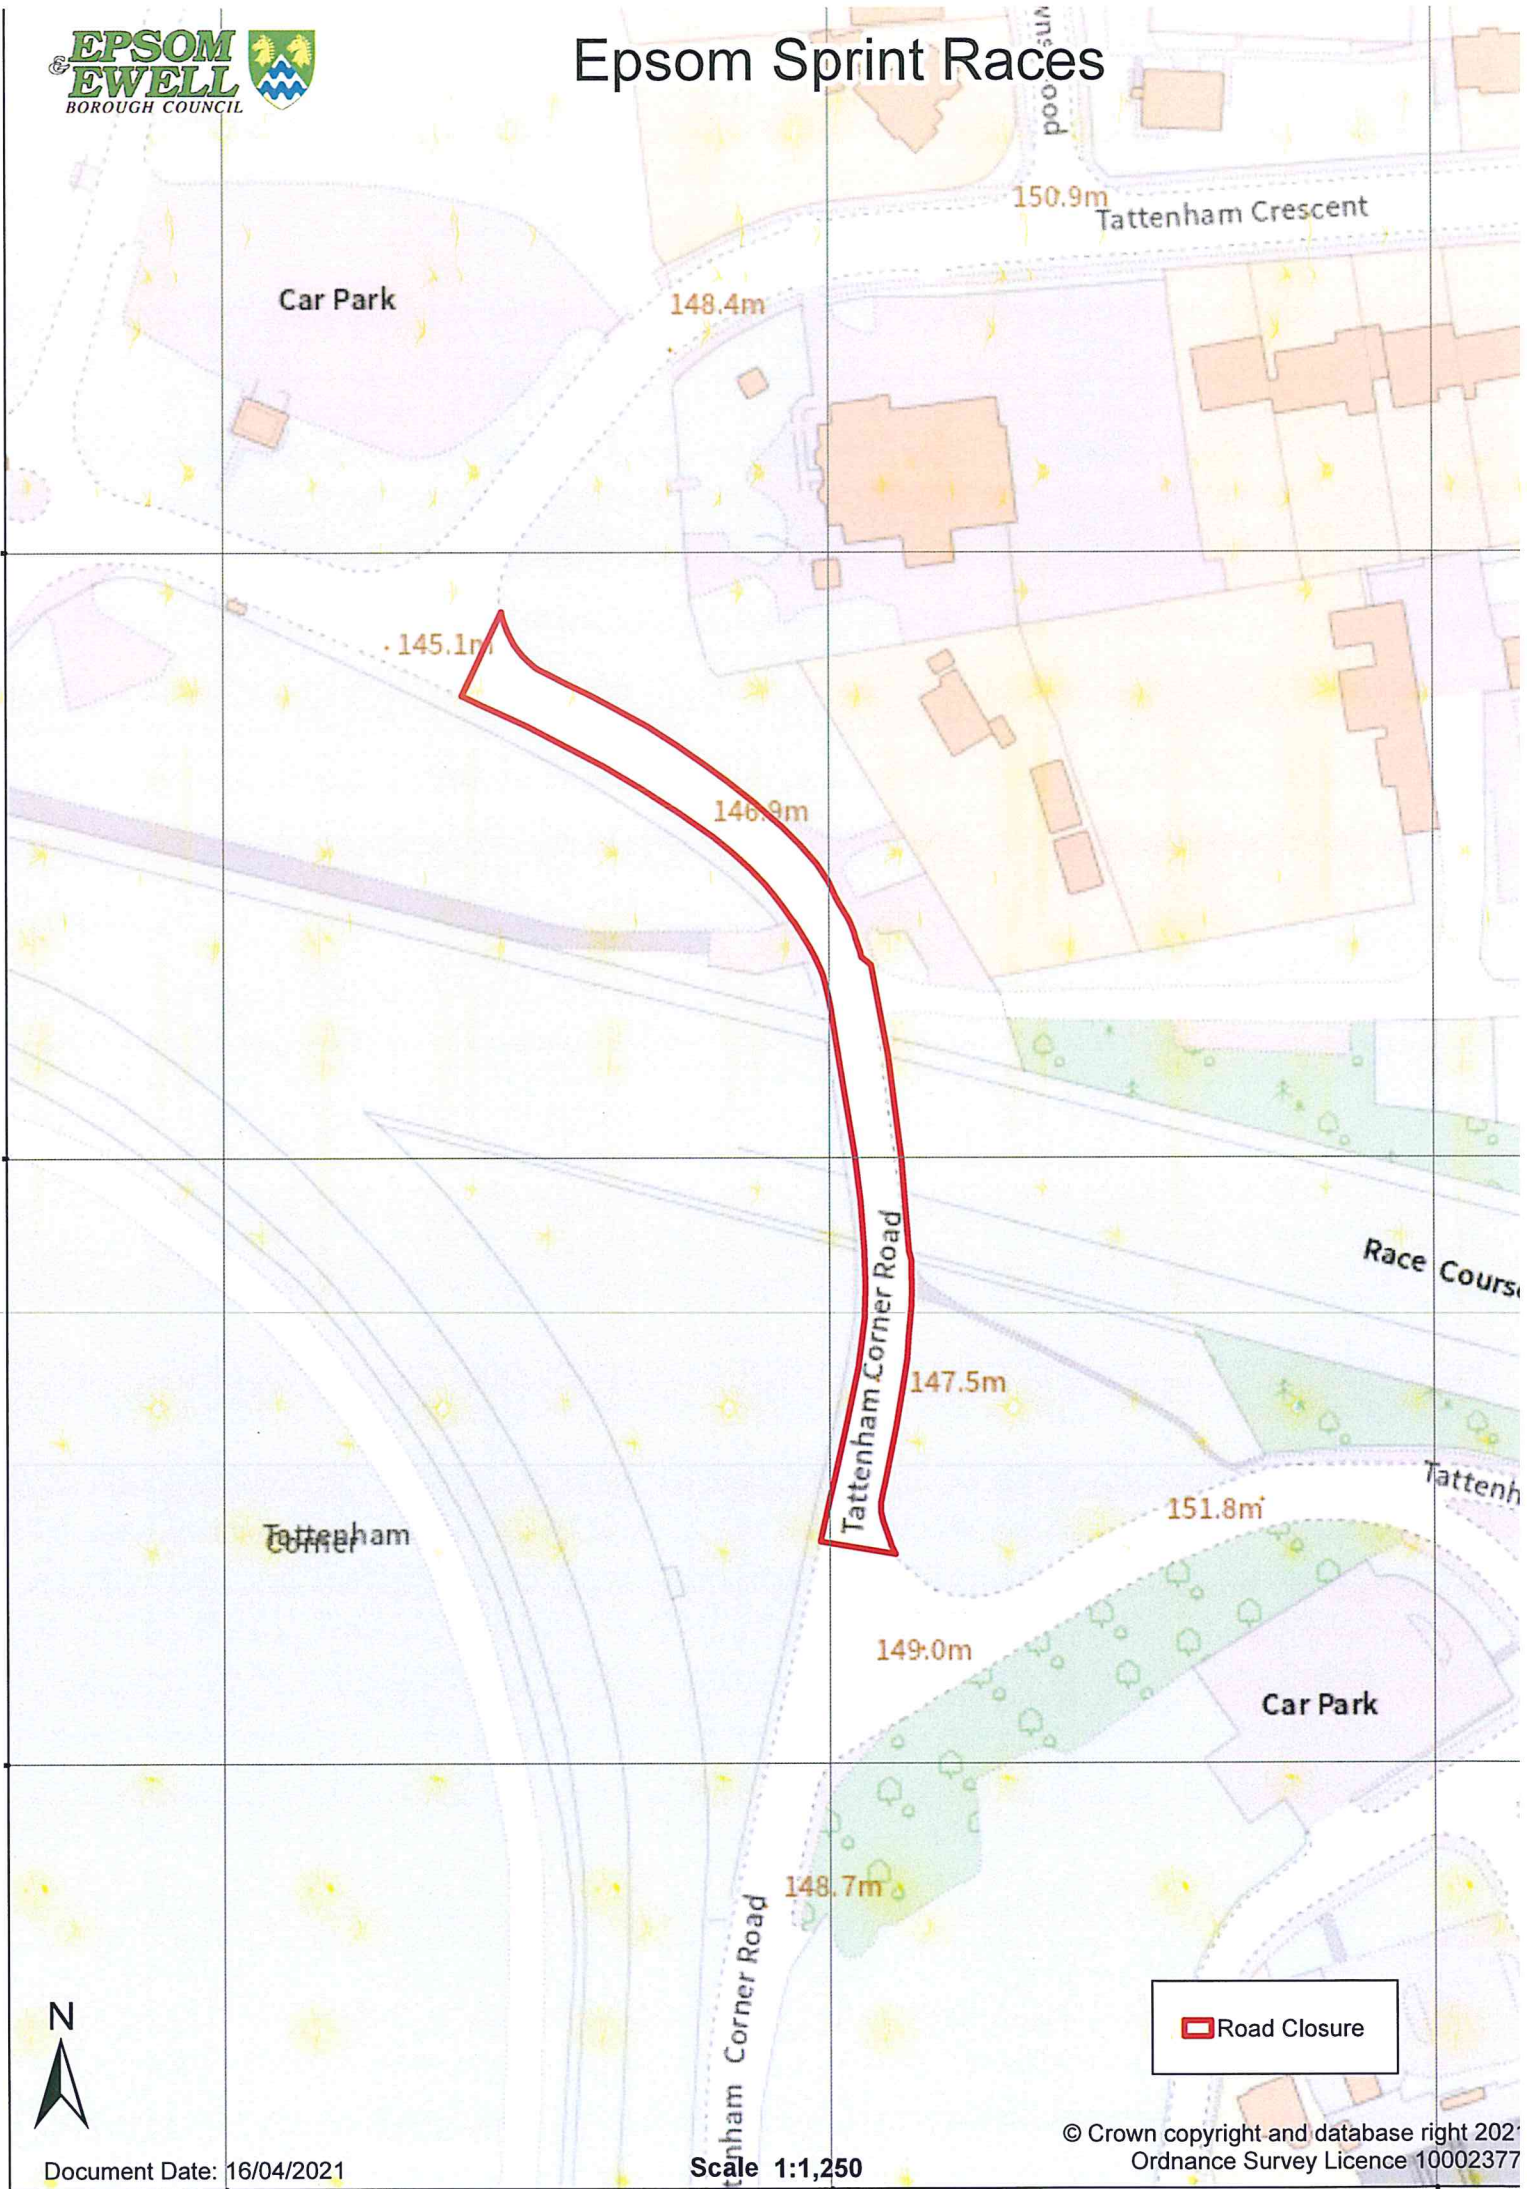 EPSOM
& EWELL
BOROUGH COUNCIL
Epsom Sprint Races
150.9m
Tattenham Crescent
Car Park
148.4m
145.1m
146.9m
Tattenham Corner Road
Race Course
147.5m
Tattenh
151.8m
Tattenham
Corner
149.0m
Car Park
148.7m
Corner Road
nham
N
Road Closure
© Crown copyright and database right 2021
Ordnance Survey Licence 10002377
Document Date: 16/04/2021
Scale 1:1,250